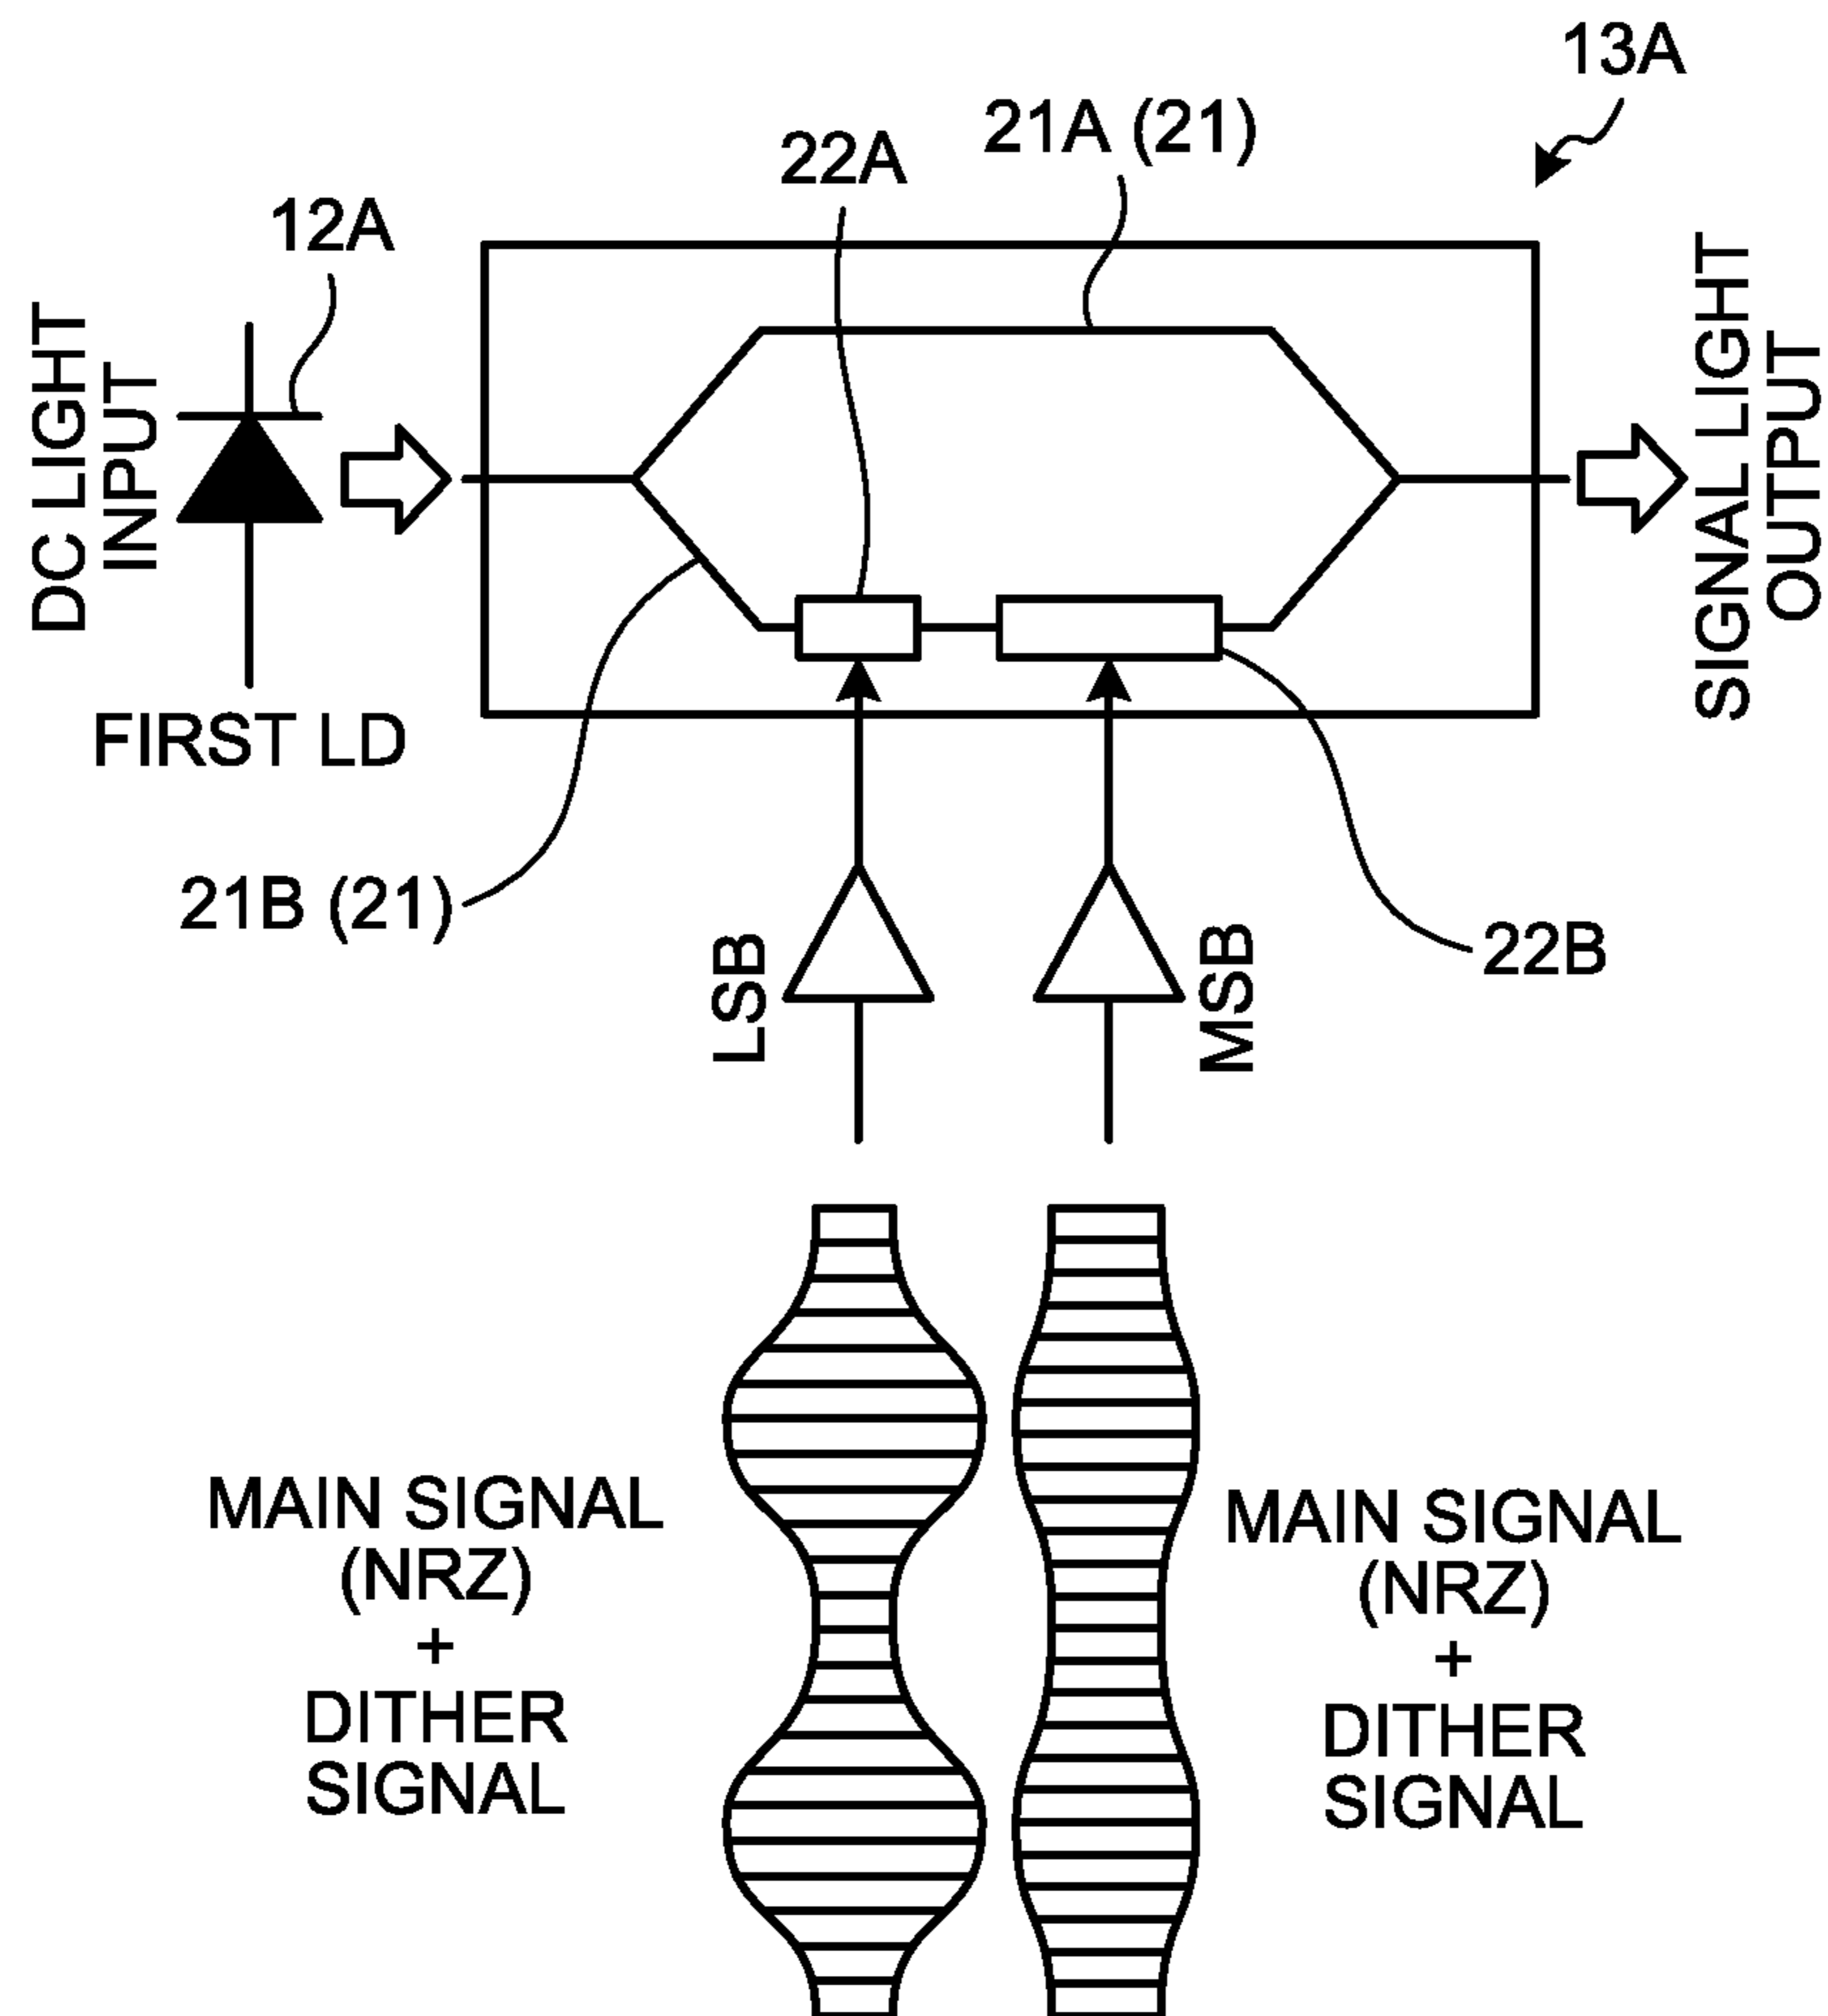 13A
21A (21)
22A
12A
DC LIGHT
INPUT
SIGNAL LIGHT
OUTPUT
FIRST LD
21B (21)
22B
LSB
MSB
MAIN SIGNAL
(NRZ)
+
DITHER
SIGNAL
MAIN SIGNAL
(NRZ)
+
DITHER
SIGNAL